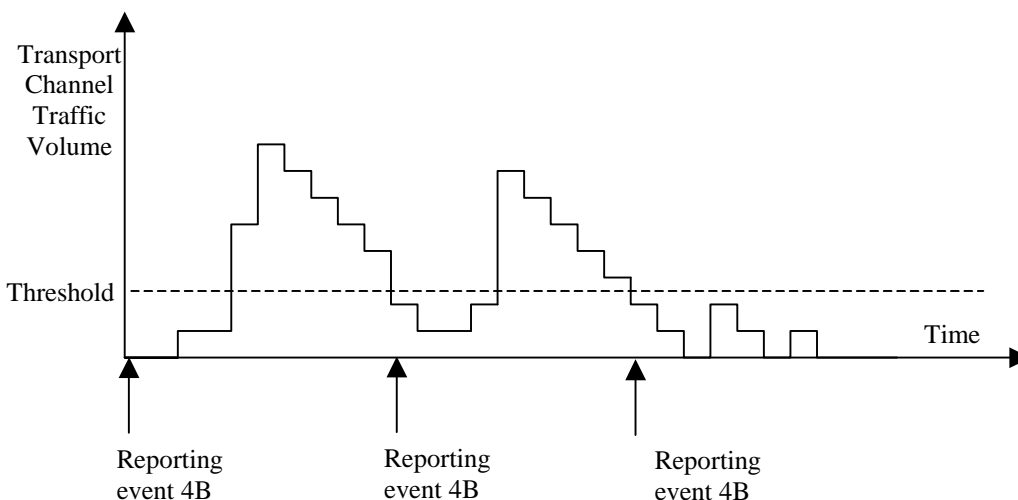 Transport
Channel
Traffic
Volume
Threshold
Time
Reporting
event 4B
Reporting
event 4B
Reporting
event 4B